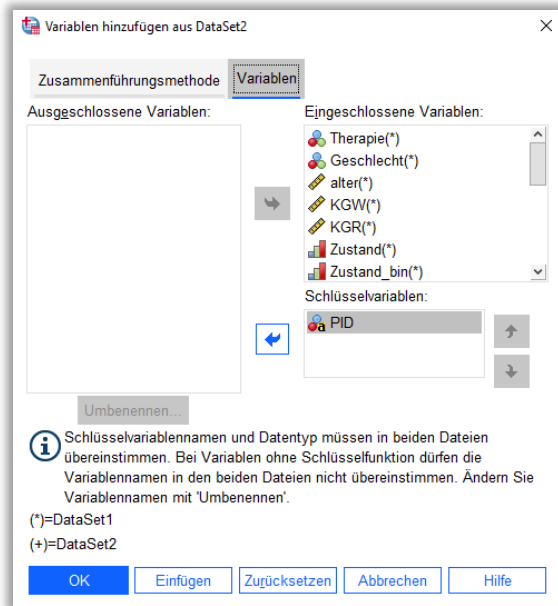 Variablen hinzufügen aus DataSet2
Zusammenführungsmethode
Variablen
Ausgeschlossene Variablen:
Eingeschlossene Variablen:
Therapie(*)
Geschlecht(*)
alter(*)
KGW(*)
KGR(*)
Zustand(*)
Zustand_bin(*)
Schlüsselvariablen:
a PID
Umbenennen...
Schlüsselvariablennamen und Datentyp müssen in beiden Dateien
übereinstimmen. Bei Variablen ohne Schlüsselfunktion dürfen die
Variablennamen in den beiden Dateien nicht übereinstimmen. Ändern Sie
Variablennamen mit 'Umbenennen'.
(*)=DataSet1
(+)=DataSet2
OK
Einfügen
Zurücksetzen
Abbrechen
Hilfe